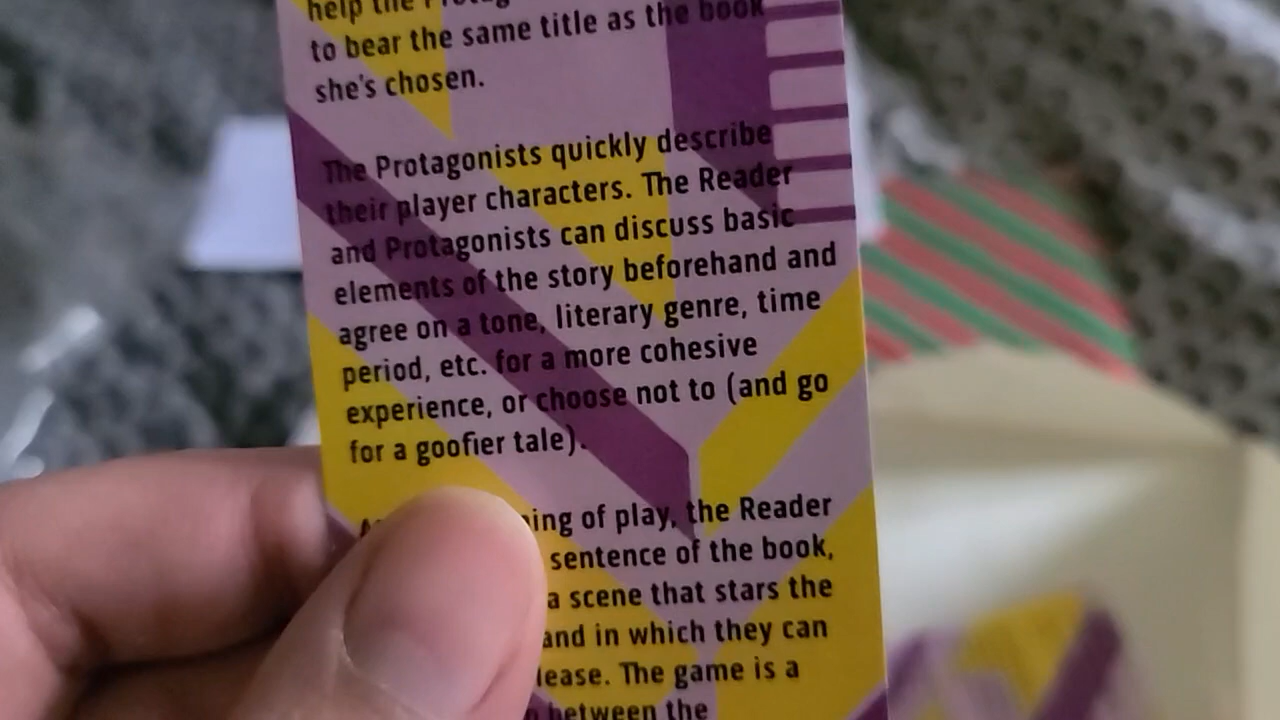 help the
to bear the same title as the book
she's chosen.
The Protagonists quickly describe
their player characters. The Reader
and Protagonists can discuss basic
elements of the story beforehand and
agree on a tone, literary genre, time
period, etc. for a more cohesive
experience, or choose not to (and go
for a goofier tale).
of play, the Reader
sentence of the book,
a scene that stars the
and in which they can
The game is a
between the